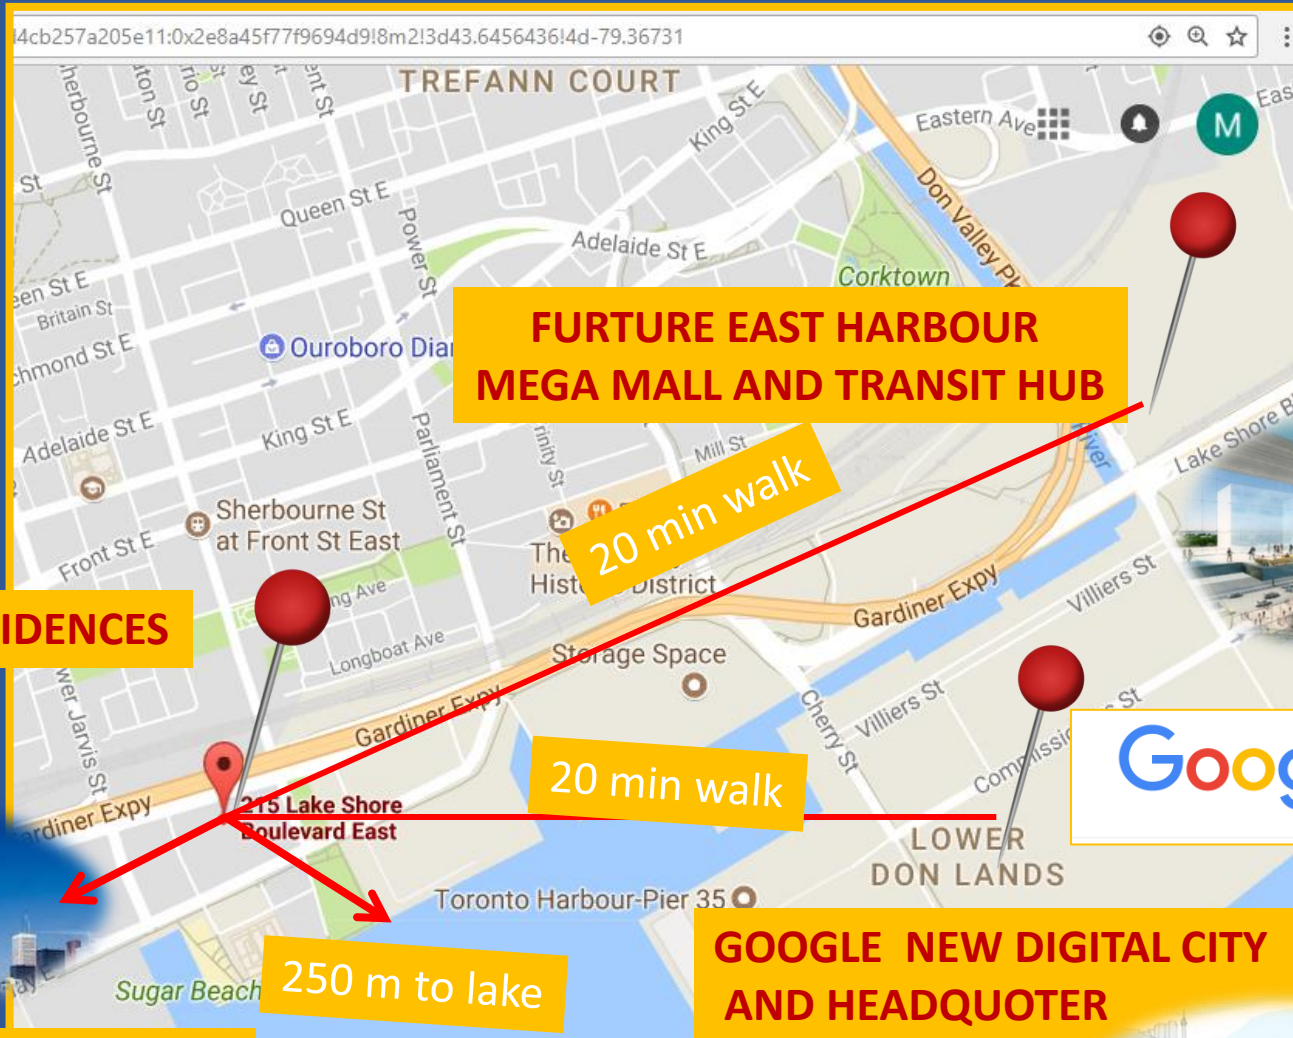 4cb257a205e11:0x2e8a45f77f9694d9!8m2!3d43.6456436!4d-79.36731
TREFANN COURT
King St E
Eastern Ave
M
St
Queen St E
Power St
Adelaide St E
Don Valley Pk
Corktown
Britain St
Ouroboro Dia
FURTURE EAST HARBOUR
MEGA MALL AND TRANSIT HUB
Adelaide St E
King St E
Parliament St
Mill St
River
Lake Shore B
20 min walk
Sherbourne St
at Front St East
Front St E
The
District
IDENCES
Longboat Ave
Storage Space
Gardiner Expy
Villiers St
Gardiner Expy
Cherry St
Villiers St
20 min walk
215 Lake Shore
Boulevard East
LOWER
DON LANDS
Toronto Harbour-Pier 35
250 m to lake
Sugar Beach
GOOGLE NEW DIGITAL CITY
AND HEADQUOTER